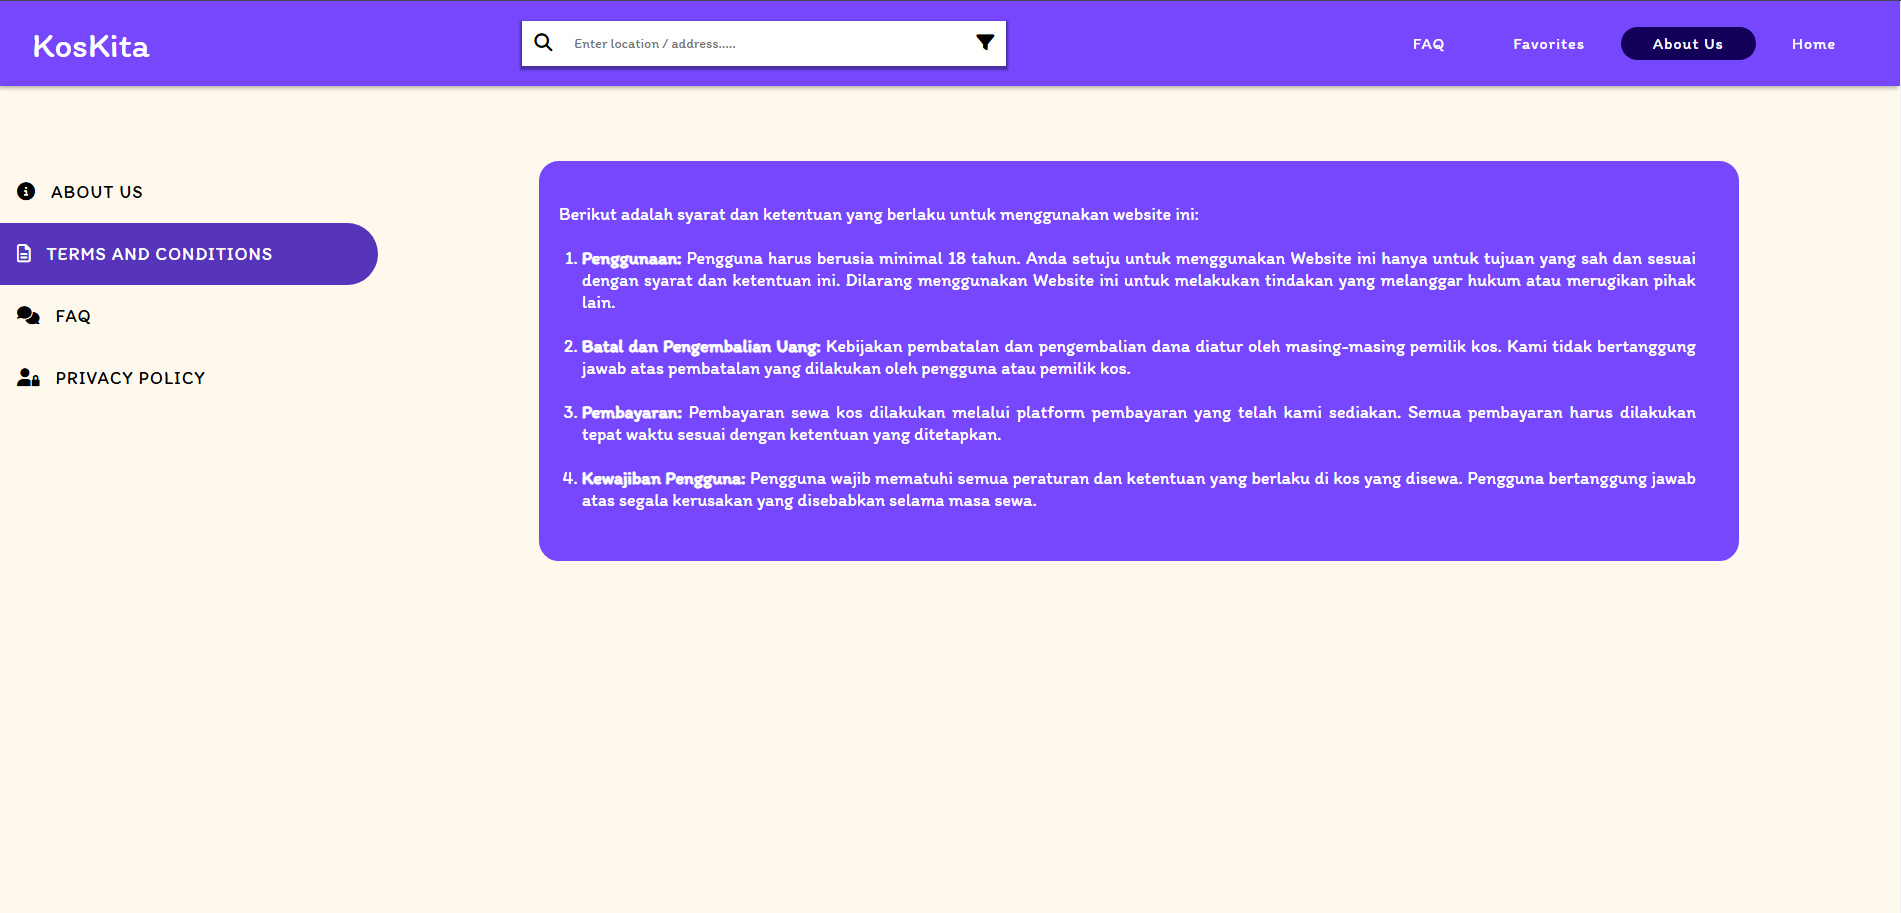 KosKita
Enter location / address.....
FAQ
Favorites
About Us
Home
ABOUT US
TERMS AND CONDITIONS
FAQ
PRIVACY POLICY
Berikut adalah syarat dan ketentuan yang berlaku untuk menggunakan website ini:
1. Penggunaan: Pengguna harus berusia minimal 18 tahun. Anda setuju untuk menggunakan Website ini hanya untuk tujuan yang sah dan sesuai
dengan syarat dan ketentuan ini. Dilarang menggunakan Website ini untuk melakukan tindakan yang melanggar hukum atau merugikan pihak
lain.
2. Batal dan Pengembalian Uang: Kebijakan pembatalan dan pengembalian dana diatur oleh masing-masing pemilik kos. Kami tidak bertanggung
jawab atas pembatalan yang dilakukan oleh pengguna atau pemilik kos.
3. Pembayaran: Pembayaran sewa kos dilakukan melalui platform pembayaran yang telah kami sediakan. Semua pembayaran harus dilakukan
tepat waktu sesuai dengan ketentuan yang ditetapkan.
4. Kewajiban Pengguna: Pengguna wajib mematuhi semua peraturan dan ketentuan yang berlaku di kos yang disewa. Pengguna bertanggung jawab
atas segala kerusakan yang disebabkan selama masa sewa.